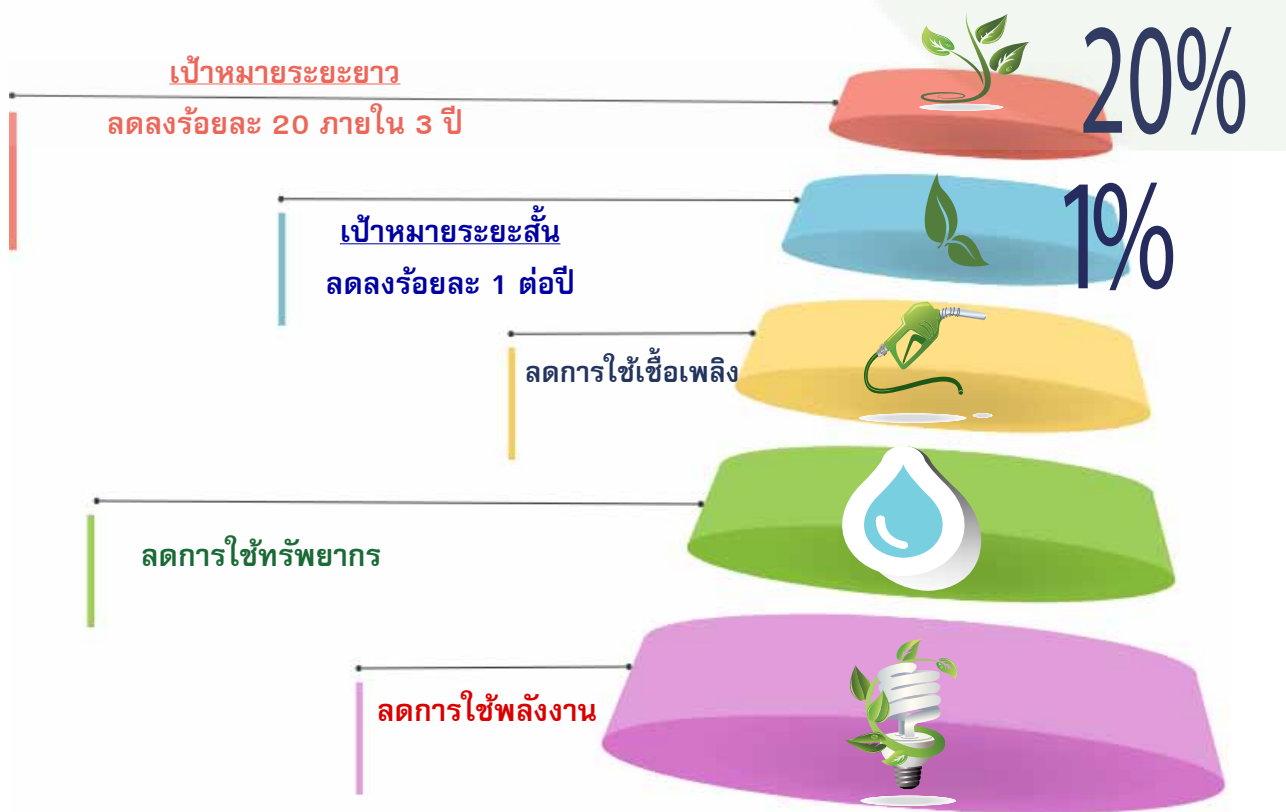 เป้าหมายระยะยาว
ลดลงร้อยละ 20 ภายใน 3 ปี
20%
เป้าหมายระยะสั้น
ลดลงร้อยละ 1 ต่อปี
1%
ลดการใช้เชื้อเพลิง
ลดการใช้ทรัพยากร
ลดการใช้พลังงาน